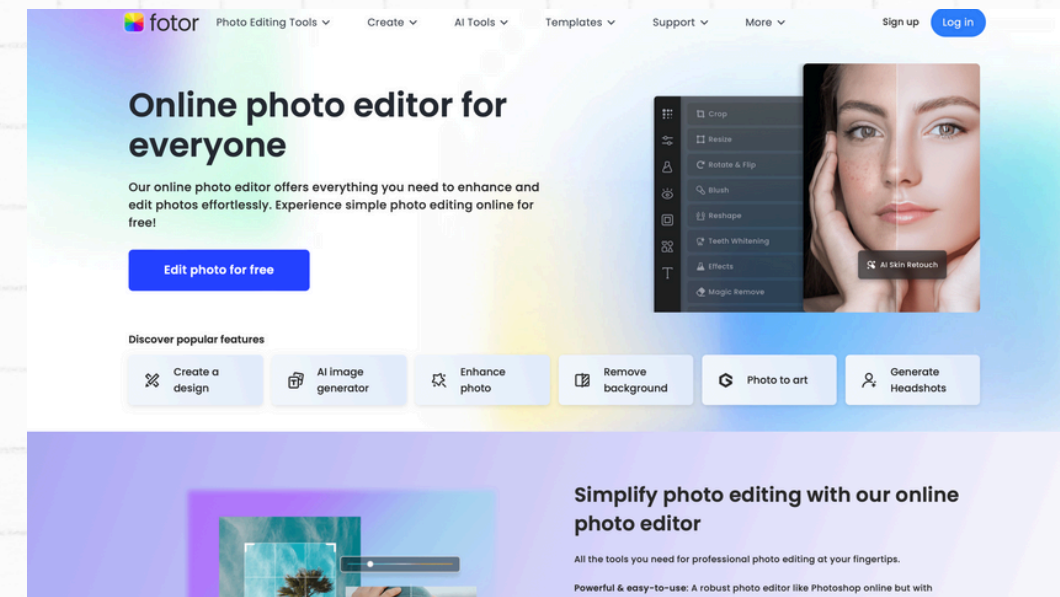 fotor Photo Editing Tools Create AI Tools Templates Support More Sign up Log in
Online photo editor for
everyone
Our online photo editor offers everything you need to enhance and
edit photos effortlessly. Experience simple photo editing online for
free!
Edit photo for free
Crop
Resize
Rotate & Flip
Blush
Reshape
Teeth Whitening
Effects
Magic Remove
AI Skin Retouch
Discover popular features
Create a
design
AI image
generator
Enhance
photo
Remove
background
Photo to art
Generate
Headshots
Simplify photo editing with our online
photo editor
All the tools you need for professional photo editing at your fingertips.
Powerful & easy-to-use: A robust photo editor like Photoshop online but with